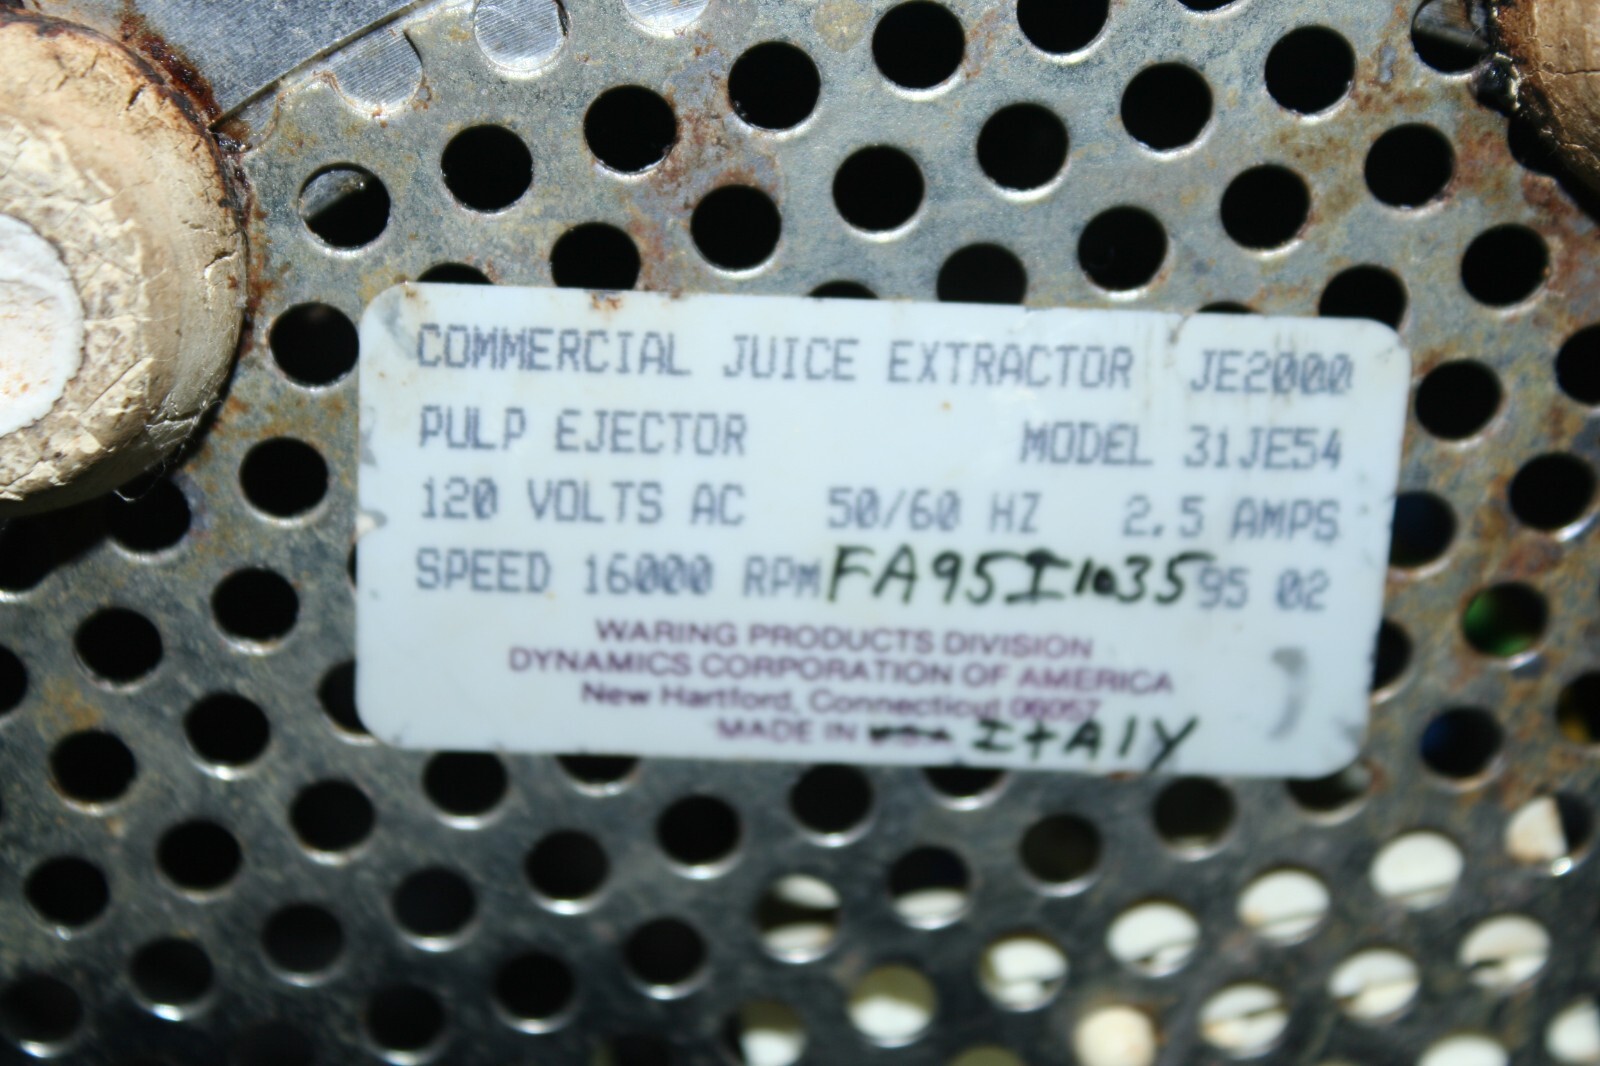 COMMERCIAL JUICE EXTRACTOR JE2000
PULP EJECTOR MODEL 31JE54
120 VOLTS AC 50/60 HZ 2.5 AMPS
SPEED 16000 RPM FA95I1035 95 02
WARING PRODUCTS DIVISION
DYNAMICS CORPORATION OF AMERICA
New Hartford, Connecticut 06057
MADE IN USA ItAlY